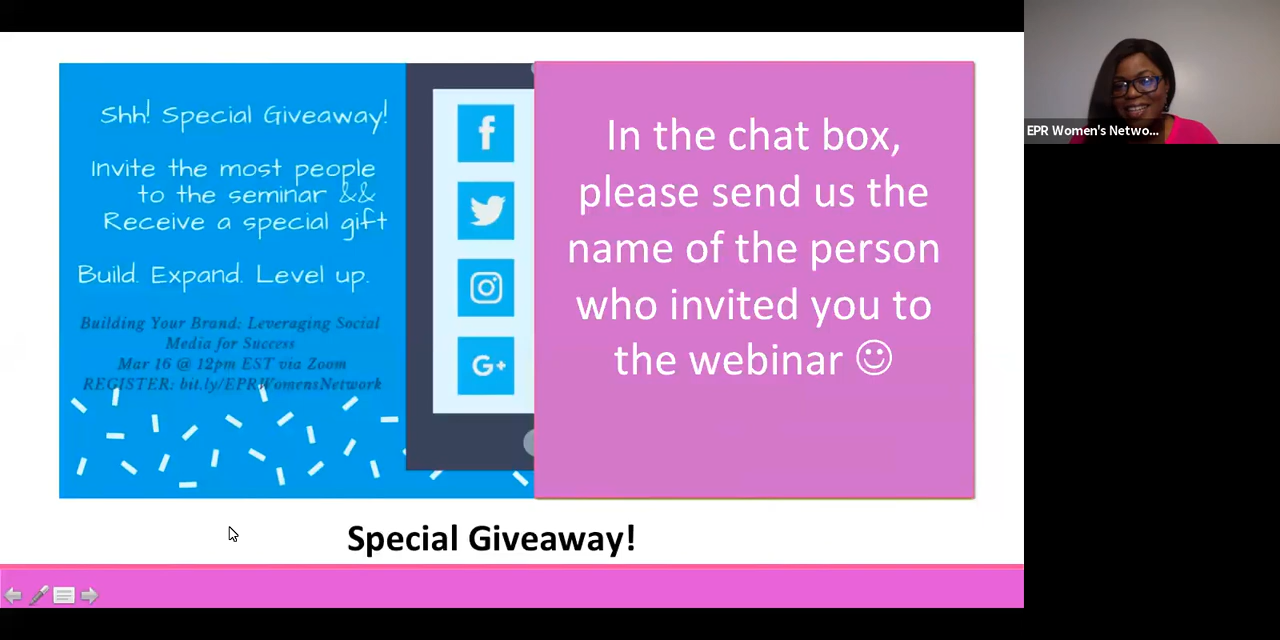 Shh! Special Giveaway!
Invite the most people
to the seminar &&
Receive a special gift
Build. Expand. Level up.
Building Your Brand: Leveraging Social
Media for Success
Mar 16 @ 12pm EST via Zoom
REGISTER: bit.ly/EPRWomensNetwork
f
G+
In the chat box,
please send us the
name of the person
who invited you to
the webinar ☺
Special Giveaway!
EPR Women's Netwo...